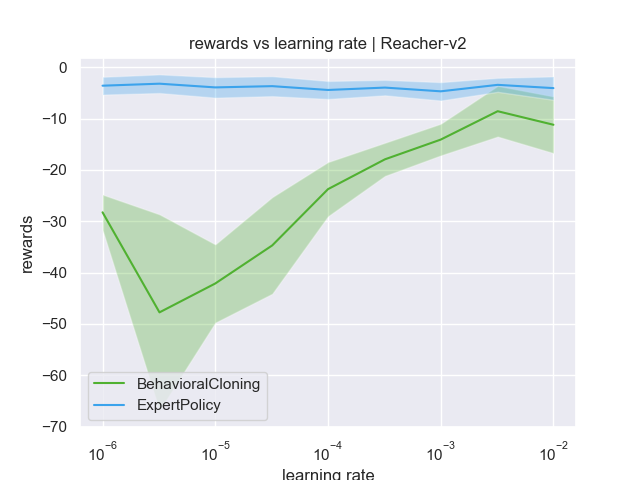 rewards vs learning rate | Reacher-v2
0
−10
−20
−30
−40
−50
−60
−70
rewards
BehavioralCloning
ExpertPolicy
10⁻⁶ 10⁻⁵ 10⁻⁴ 10⁻³ 10⁻²
learning rate